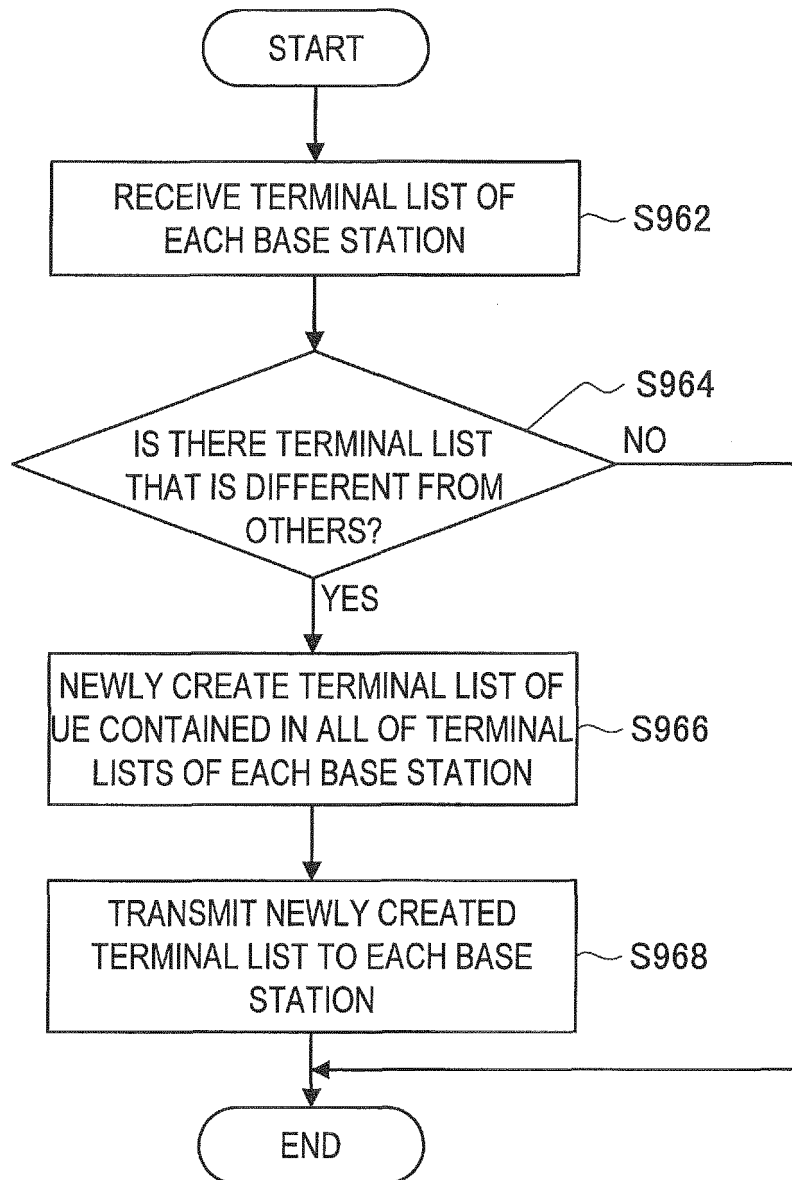 START
RECEIVE TERMINAL LIST OF
EACH BASE STATION
S962
S964
IS THERE TERMINAL LIST
THAT IS DIFFERENT FROM
OTHERS?
NO
YES
NEWLY CREATE TERMINAL LIST OF
UE CONTAINED IN ALL OF TERMINAL
LISTS OF EACH BASE STATION
S966
TRANSMIT NEWLY CREATED
TERMINAL LIST TO EACH BASE
STATION
S968
END